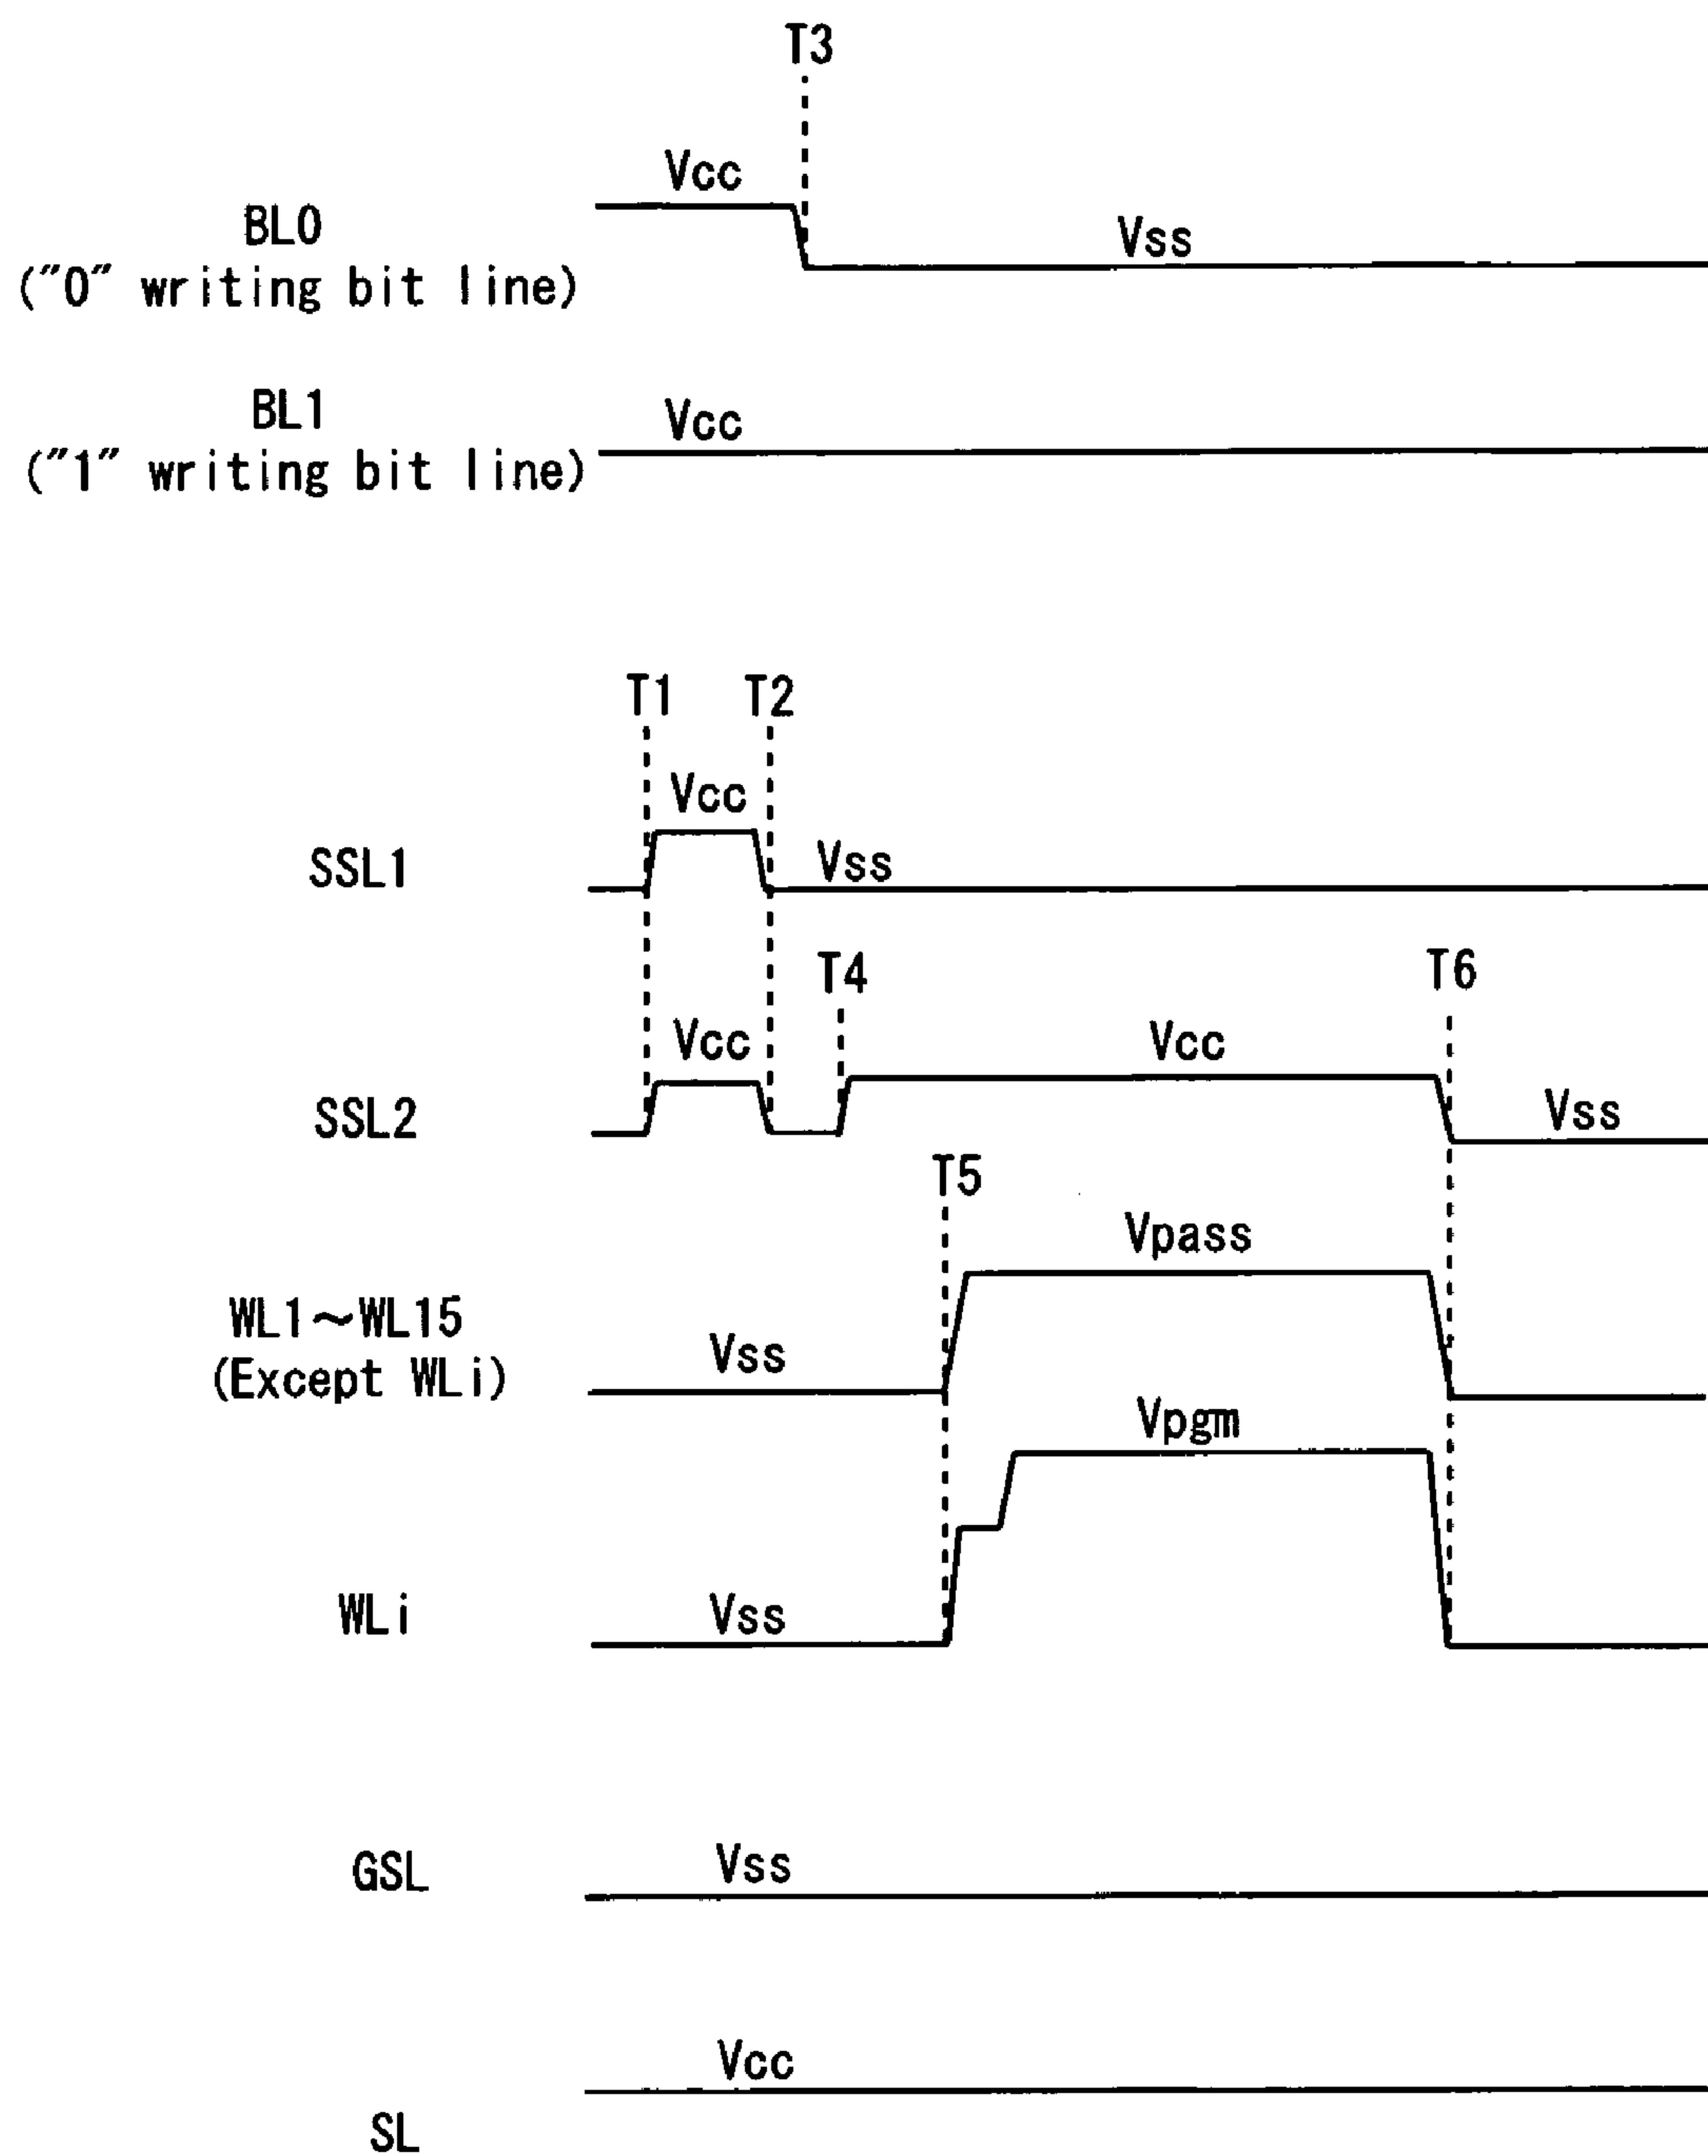 T3
Vcc
BL0
Vss
("0" writing bit line)
BL1
Vcc
("1" writing bit line)
T1 T2
Vcc
SSL1
Vss
T4
T6
Vcc
Vcc
SSL2
Vss
T5
Vpass
WL1~WL15
Vss
(Except WLi)
Vpgm
WLi
Vss
GSL
Vss
Vcc
SL